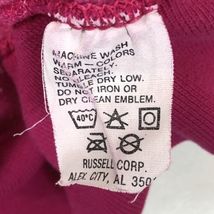 MACHINE WASH
WARM - COLORS
SEPARATELY.
NO BLEACH.
TUMBLE DRY LOW.
DO NOT IRON OR
DRY CLEAN EMBLEM.
40°C
RUSSELL CORP.
ALEX CITY, AL 350